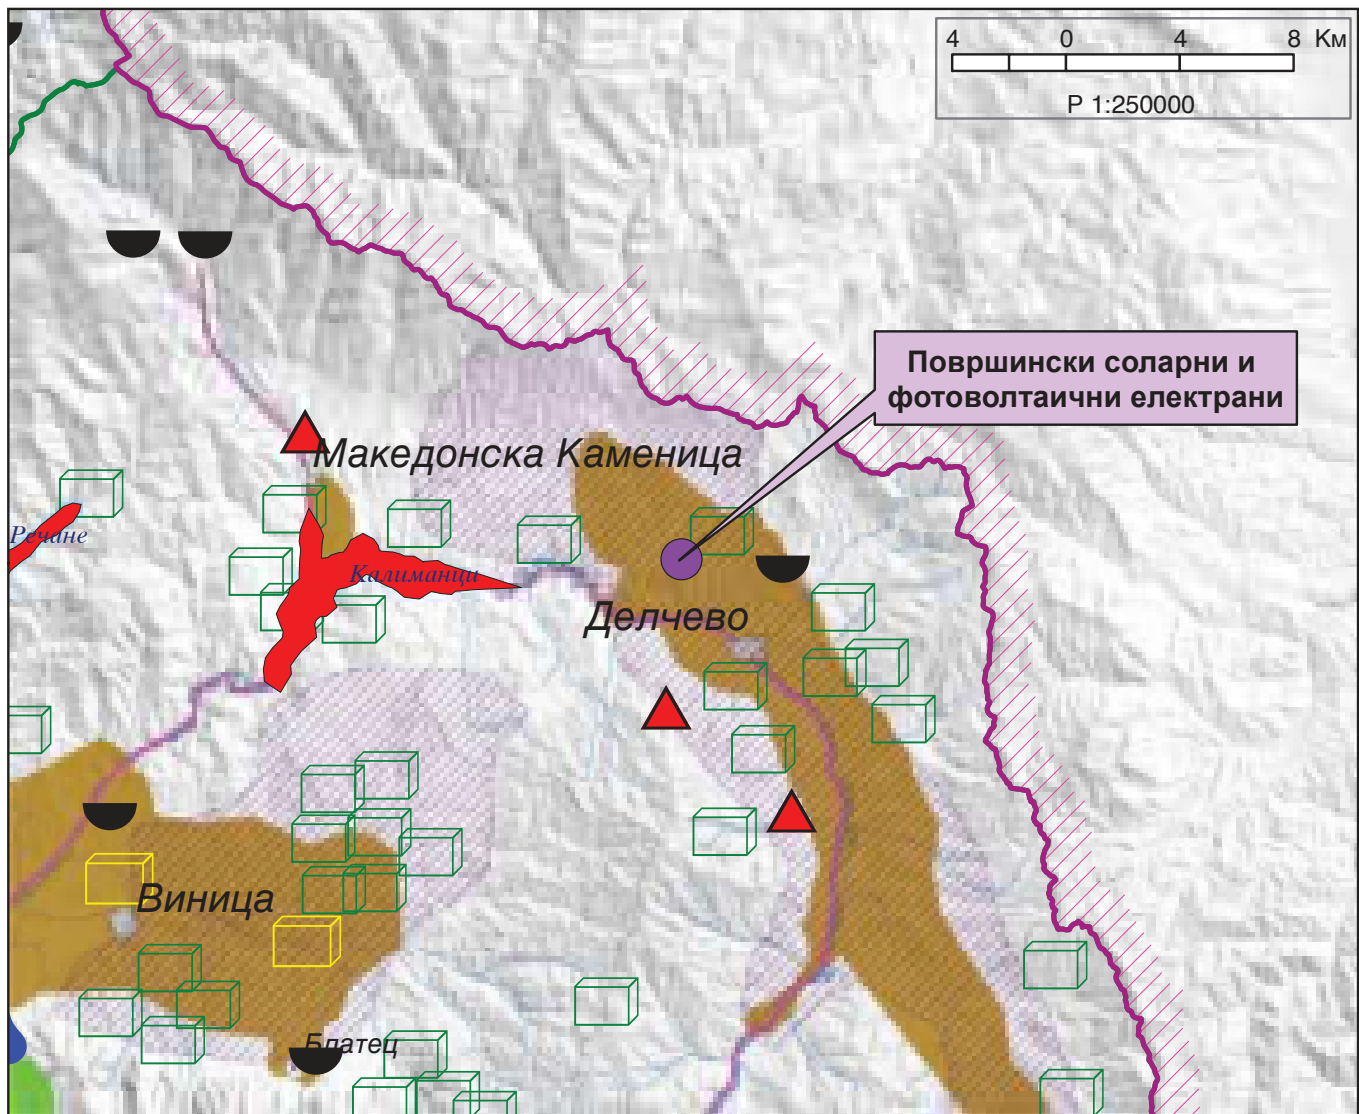 4 0 4 8 Км
Р 1:250000
Површински соларни и
фотоволтаични електрани
Македонска Каменица
Речане
Калиманци
Делчево
Виница
Блатец